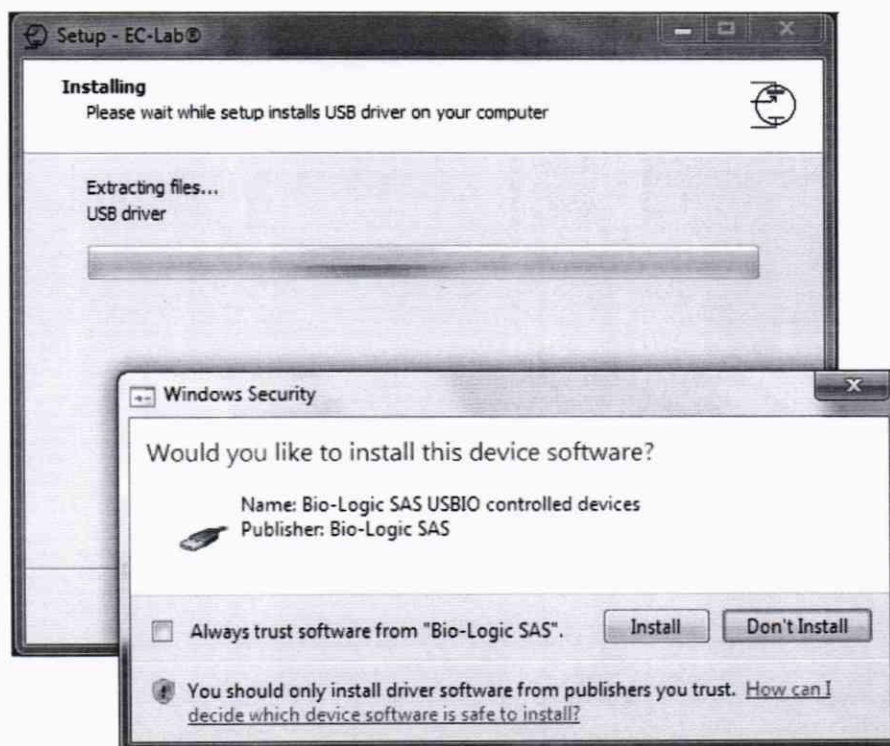 Setup - EC-Lab®
Installing
Please wait while setup installs USB driver on your computer
Extracting files...
USB driver
Windows Security
Would you like to install this device software?
Name: Bio-Logic SAS USBIO controlled devices
Publisher: Bio-Logic SAS
Always trust software from "Bio-Logic SAS".
Install
Don't Install
You should only install driver software from publishers you trust. How can I
decide which device software is safe to install?